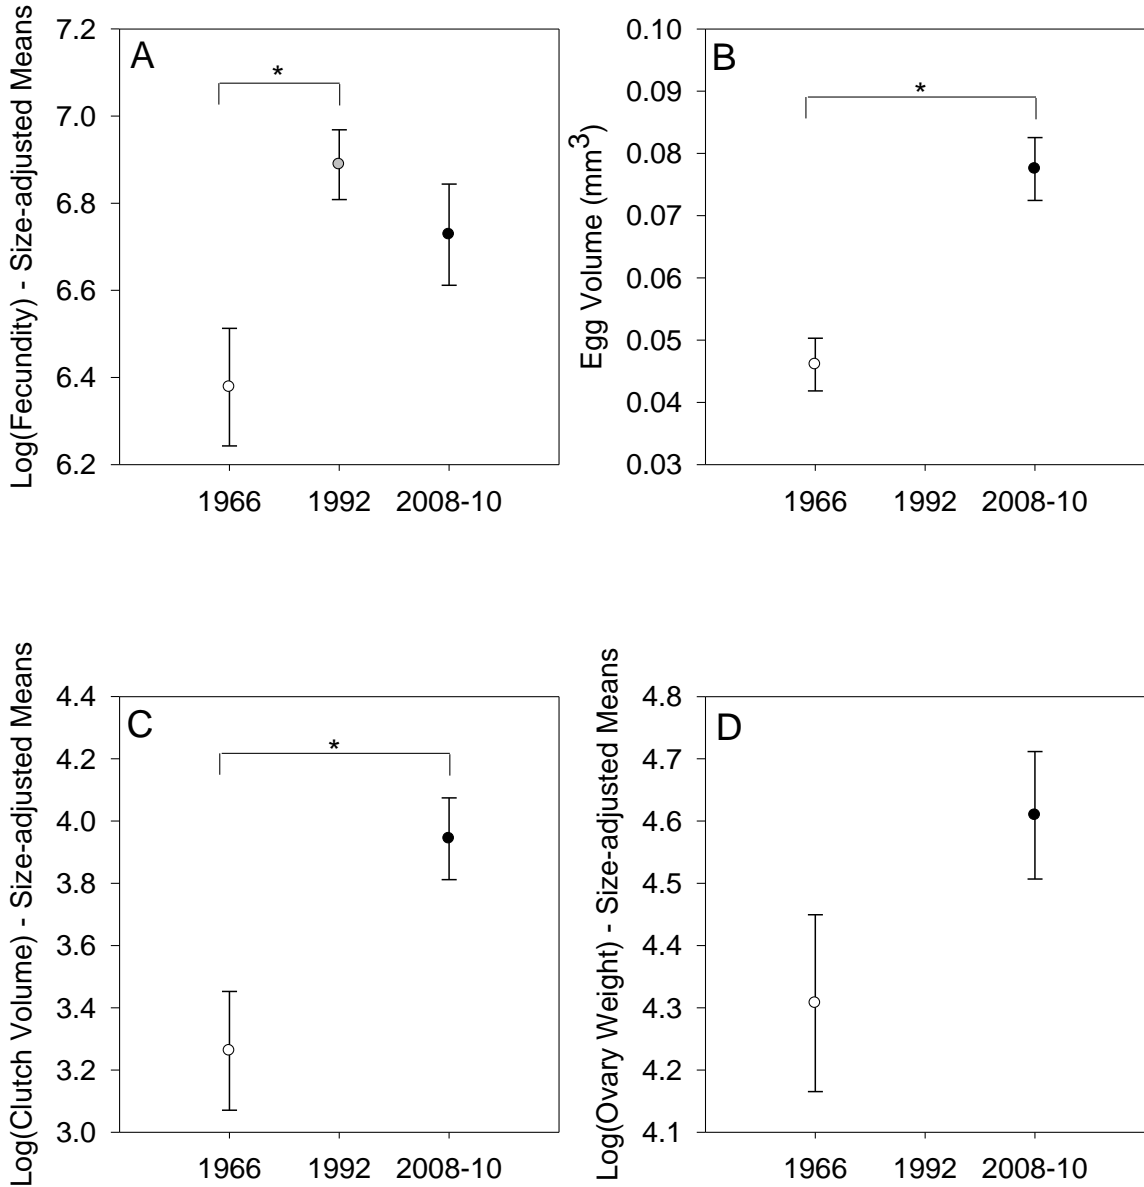 A
Log(Fecundity) - Size-adjusted Means
7.2
7.0
6.8
6.6
6.4
6.2
*
1966 1992 2008-10
B
Egg Volume (mm³)
0.10
0.09
0.08
0.07
0.06
0.05
0.04
0.03
*
1966 1992 2008-10
C
Log(Clutch Volume) - Size-adjusted Means
4.4
4.2
4.0
3.8
3.6
3.4
3.2
3.0
*
1966 1992 2008-10
D
Log(Ovary Weight) - Size-adjusted Means
4.8
4.7
4.6
4.5
4.4
4.3
4.2
4.1
1966 1992 2008-10